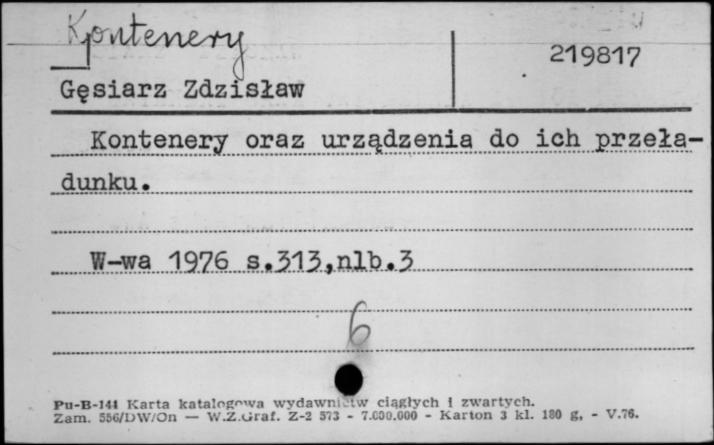 Kontenery
219817
Gęsiarz Zdzisław
Kontenery oraz urządzenia do ich przeła-
dunku.
W-wa 1976 s.313,nlb.3
6
Pu-B-144 Karta katalogowa wydawnictw ciągłych i zwartych.
Zam. 556/DW/On — W.Z.Graf. Z-2 573 - 7.000.000 - Karton 3 kl. 180 g, - V.76.